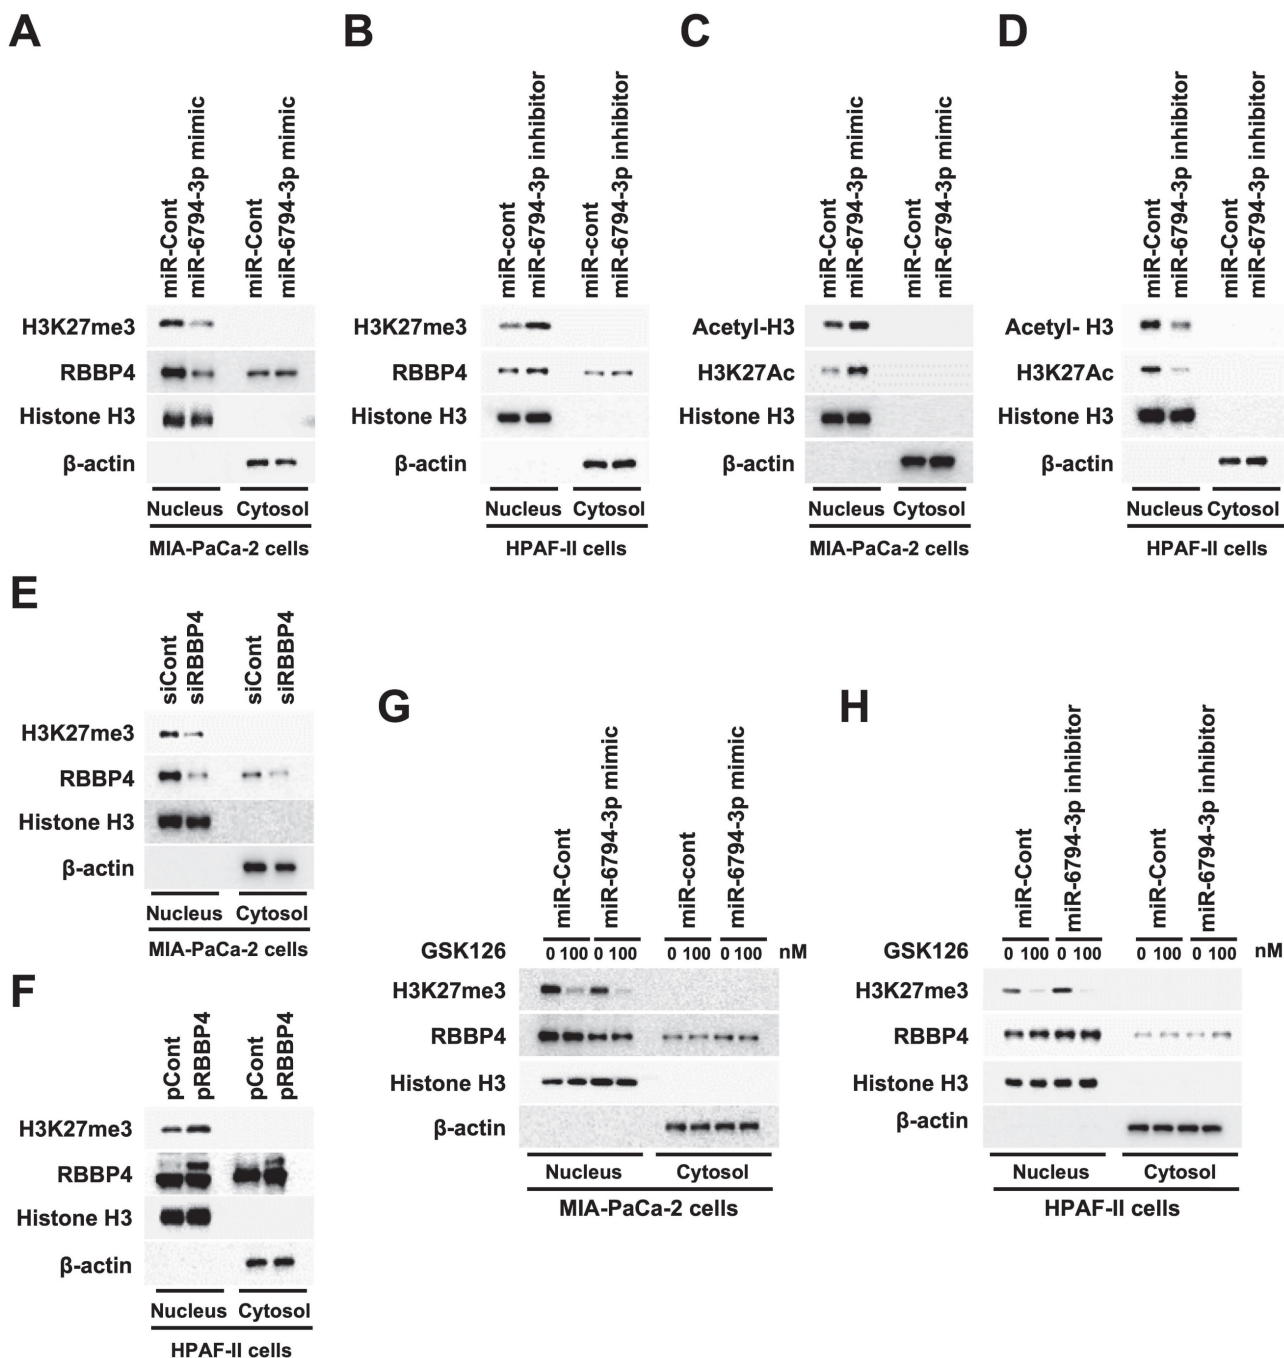 A
miR-Cont
miR-6794-3p mimic
miR-Cont
miR-6794-3p mimic
H3K27me3
RBBP4
Histone H3
β-actin
Nucleus Cytosol
MIA-PaCa-2 cells
B
miR-cont
miR-6794-3p inhibitor
miR-cont
miR-6794-3p inhibitor
H3K27me3
RBBP4
Histone H3
β-actin
Nucleus Cytosol
HPAF-II cells
C
miR-Cont
miR-6794-3p mimic
miR-Cont
miR-6794-3p mimic
Acetyl-H3
H3K27Ac
Histone H3
β-actin
Nucleus Cytosol
MIA-PaCa-2 cells
D
miR-Cont
miR-6794-3p inhibitor
miR-Cont
miR-6794-3p inhibitor
Acetyl- H3
H3K27Ac
Histone H3
β-actin
Nucleus Cytosol
HPAF-II cells
E
siCont
siRBBP4
siCont
siRBBP4
H3K27me3
RBBP4
Histone H3
β-actin
Nucleus Cytosol
MIA-PaCa-2 cells
F
pCont
pRBBP4
pCont
pRBBP4
H3K27me3
RBBP4
Histone H3
β-actin
Nucleus Cytosol
HPAF-II cells
G
miR-Cont
miR-6794-3p mimic
miR-cont
miR-6794-3p mimic
GSK126 0 100 0 100 0 100 0 100 nM
H3K27me3
RBBP4
Histone H3
β-actin
Nucleus Cytosol
MIA-PaCa-2 cells
H
miR-Cont
miR-6794-3p inhibitor
miR-Cont
miR-6794-3p inhibitor
GSK126 0 100 0 100 0 100 0 100 nM
H3K27me3
RBBP4
Histone H3
β-actin
Nucleus Cytosol
HPAF-II cells